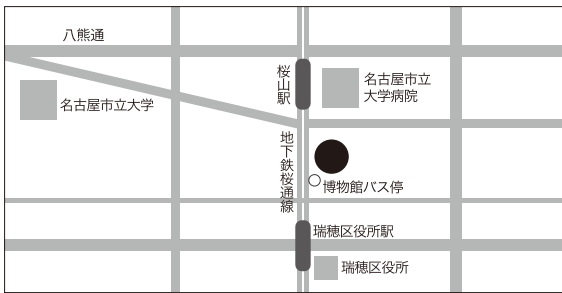 八熊通
桜山駅
名古屋市立
大学病院
名古屋市立大学
地下鉄桜通線
博物館バス停
瑞穂区役所駅
瑞穂区役所